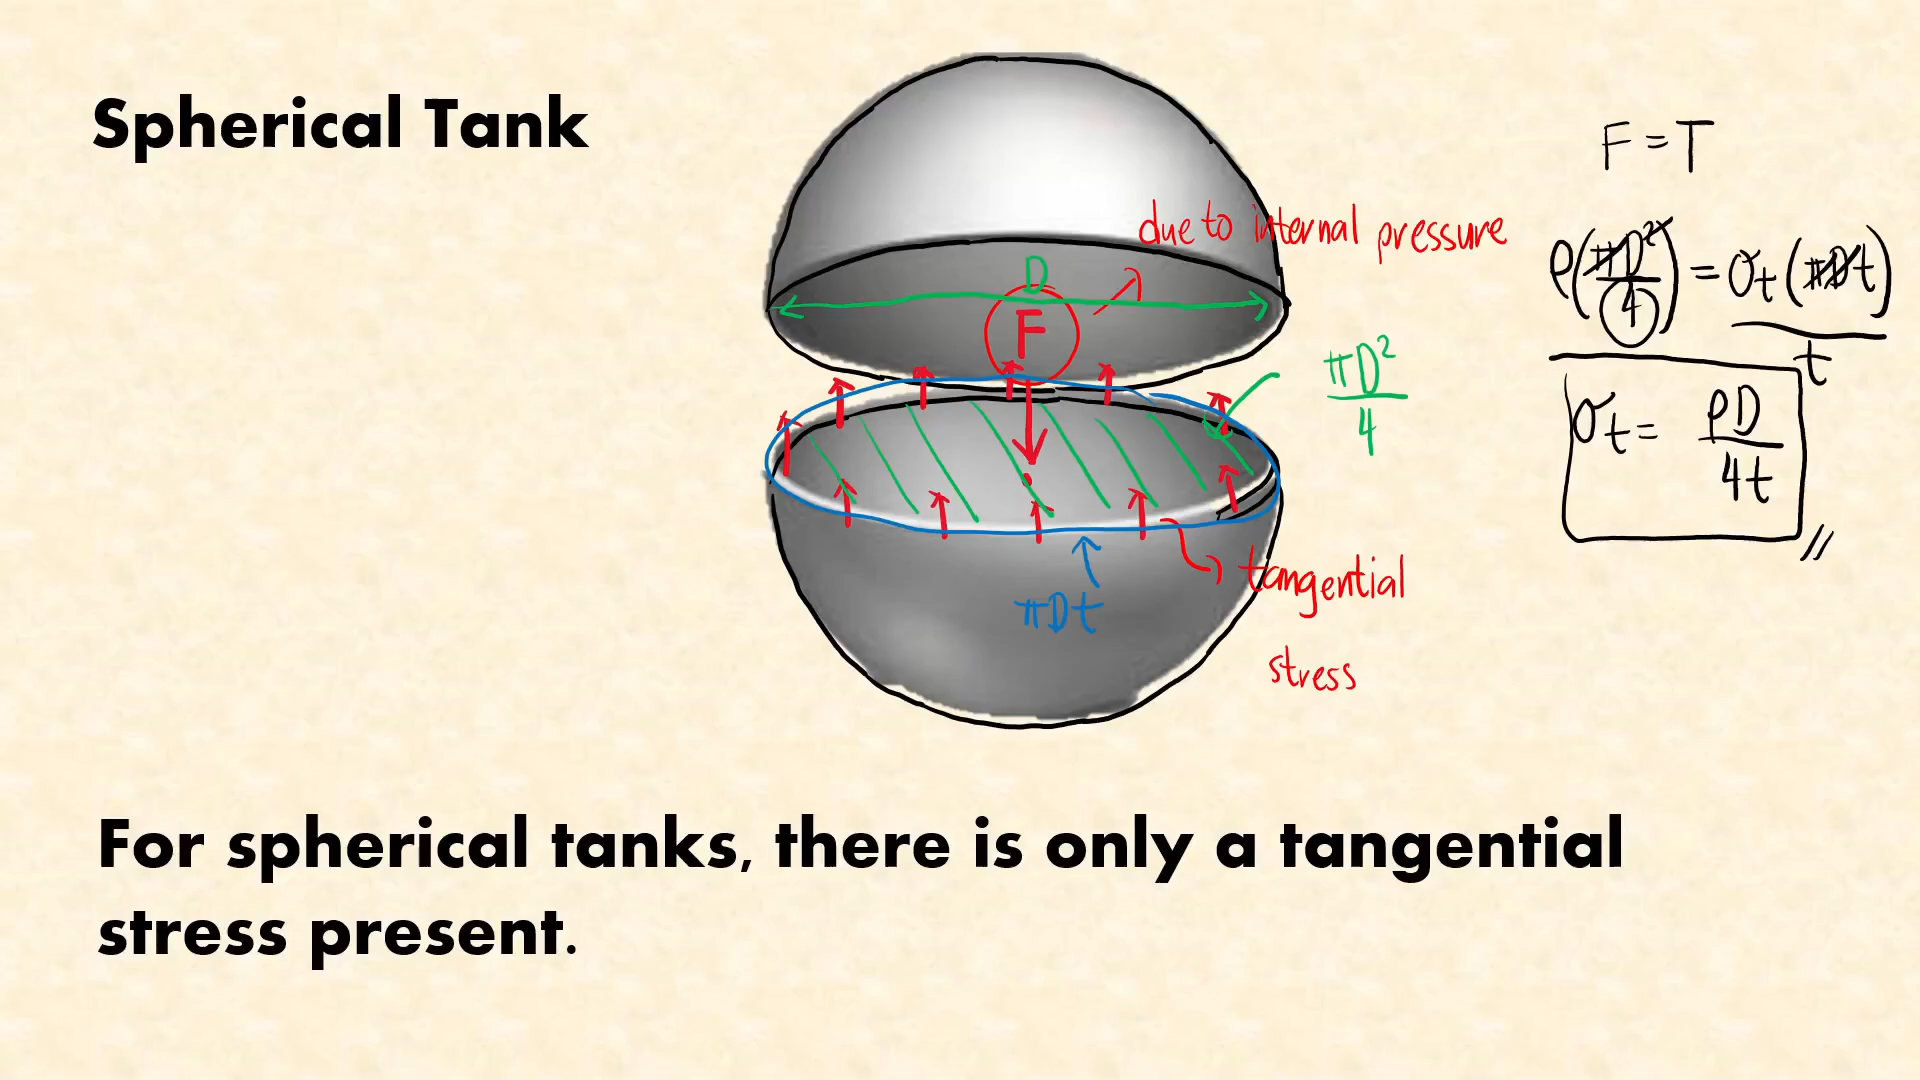 Spherical Tank
F = T
due to internal pressure
P(πD²/4) = σt (πDt)
t
D
F
πD²/4
σt = PD/4t
tangential
stress
πDt
For spherical tanks, there is only a tangential
stress present.